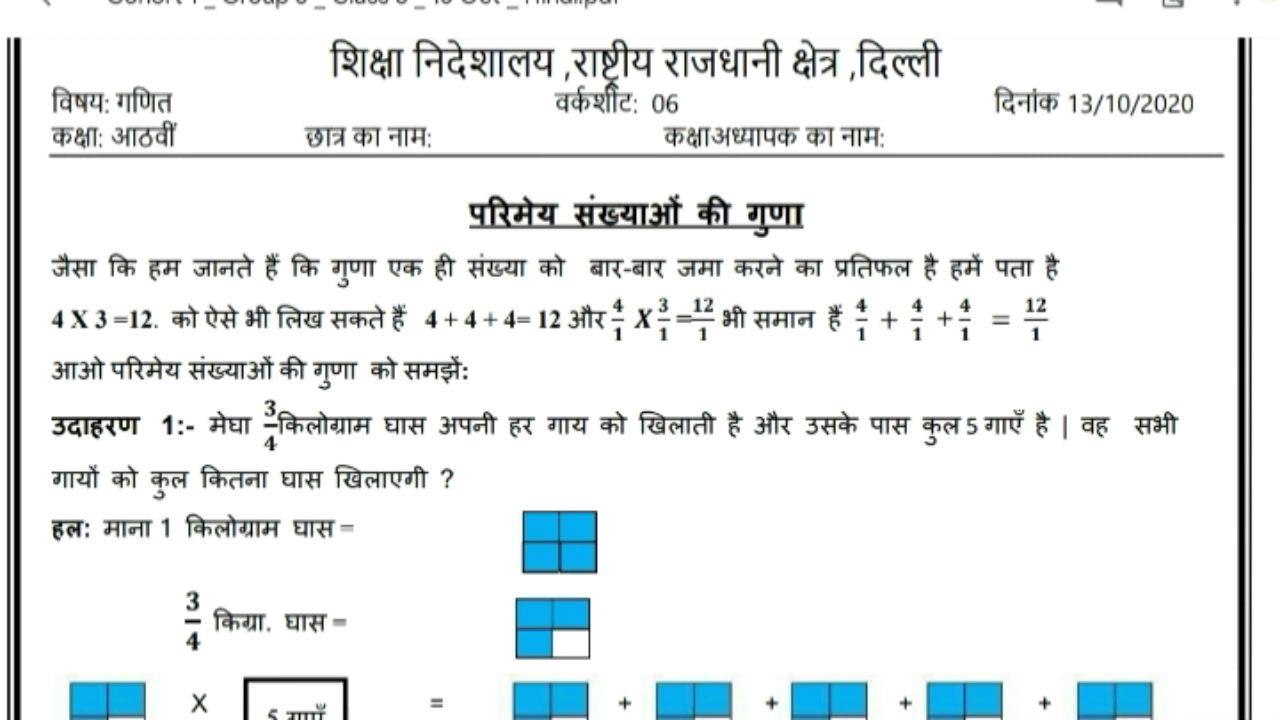 शिक्षा निदेशालय ,राष्ट्रीय राजधानी क्षेत्र ,दिल्ली
विषय: गणित वर्कशीट: 06 दिनांक 13/10/2020
कक्षा: आठवीं छात्र का नाम: कक्षाअध्यापक का नाम:
परिमेय संख्याओं की गुणा
जैसा कि हम जानते हैं कि गुणा एक ही संख्या को बार-बार जमा करने का प्रतिफल है हमें पता है
4 X 3 =12. को ऐसे भी लिख सकते हैं 4 + 4 + 4= 12 और 4/1 X 3/1 = 12/1 भी समान हैं 4/1 + 4/1 + 4/1 = 12/1
आओ परिमेय संख्याओं की गुणा को समझें:
उदाहरण 1:- मेघा 3/4 किलोग्राम घास अपनी हर गाय को खिलाती है और उसके पास कुल 5 गाएँ है | वह सभी
गायों को कुल कितना घास खिलाएगी ?
हल: माना 1 किलोग्राम घास =
3/4 किग्रा. घास =
X 5 गाएँ = + + + +